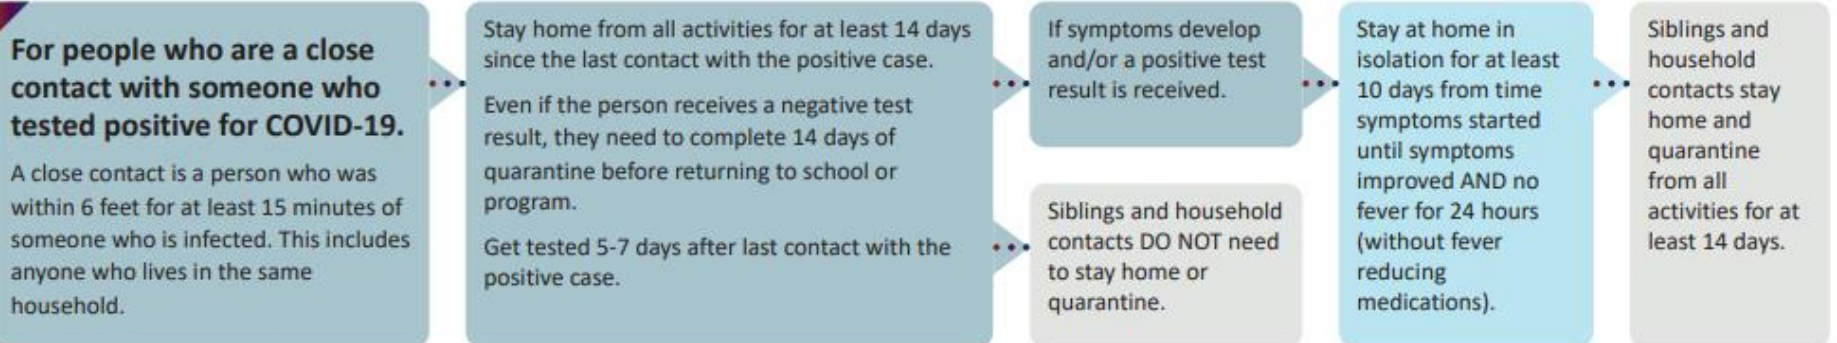 For people who are a close
contact with someone who
tested positive for COVID-19.
A close contact is a person who was
within 6 feet for at least 15 minutes of
someone who is infected. This includes
anyone who lives in the same
household.
Stay home from all activities for at least 14 days
since the last contact with the positive case.
Even if the person receives a negative test
result, they need to complete 14 days of
quarantine before returning to school or
program.
Get tested 5-7 days after last contact with the
positive case.
If symptoms develop
and/or a positive test
result is received.
Siblings and household
contacts DO NOT need
to stay home or
quarantine.
Stay at home in
isolation for at least
10 days from time
symptoms started
until symptoms
improved AND no
fever for 24 hours
(without fever
reducing
medications).
Siblings and
household
contacts stay
home and
quarantine
from all
activities for at
least 14 days.